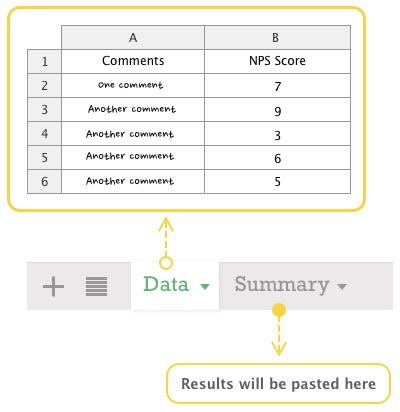 A B
1 Comments NPS Score
2 One comment 7
3 Another comment 9
4 Another comment 3
5 Another comment 6
6 Another comment 5
Data Summary
Results will be pasted here